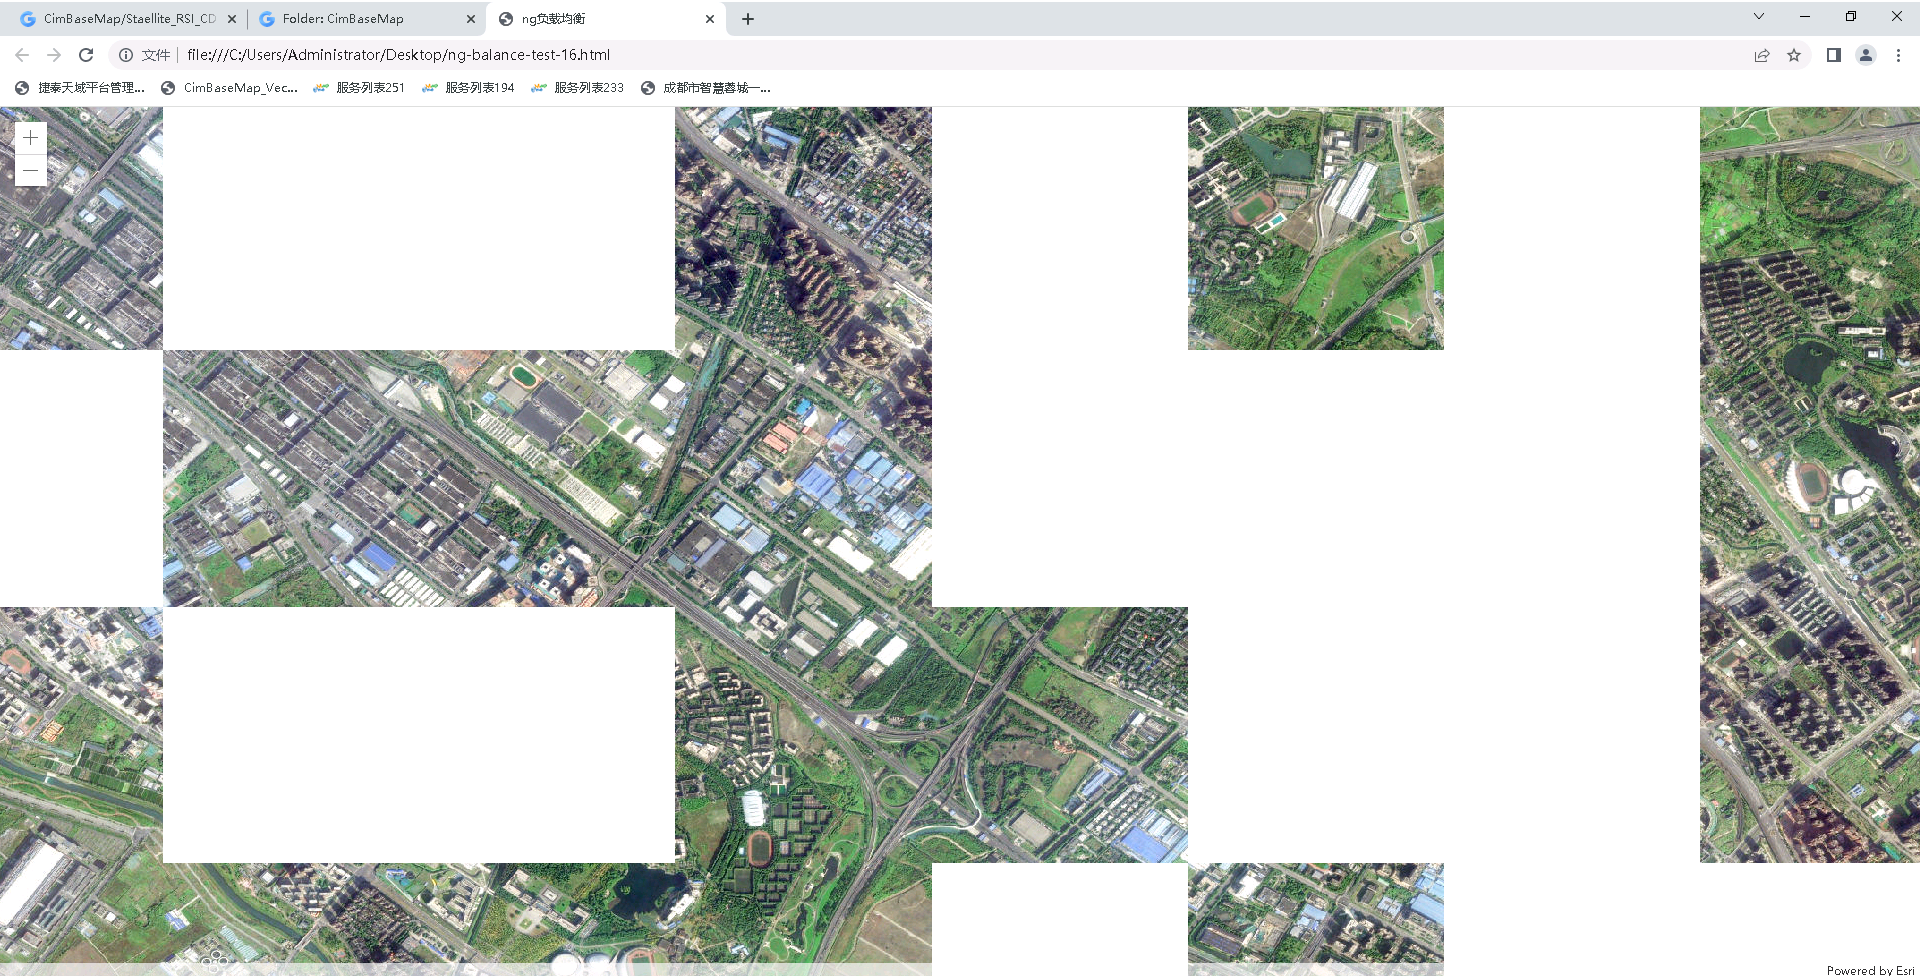 CimBaseMap/Staellite_RSI_CD
Folder: CimBaseMap
ng负载均衡
文件
file:///C:/Users/Administrator/Desktop/ng-balance-test-16.html
捷泰天域平台管理...
CimBaseMap_Vec...
服务列表251
服务列表194
服务列表233
成都市智慧蓉城一...
Powered by Esri